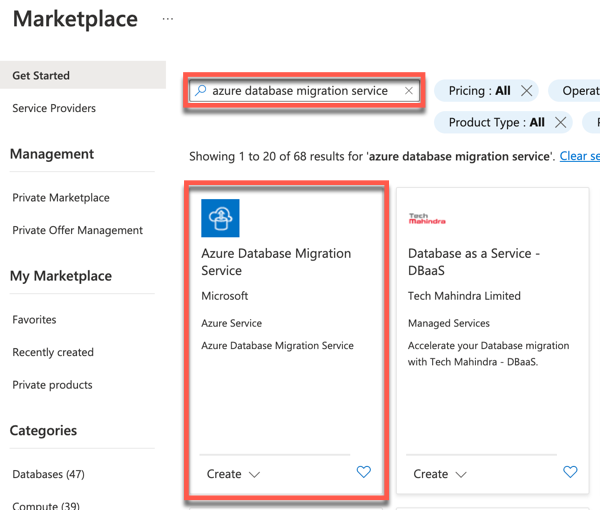 Marketplace ...
Get Started
Service Providers
Management
Private Marketplace
Private Offer Management
My Marketplace
Favorites
Recently created
Private products
Categories
Databases (47)
Compute (39)
azure database migration service
Pricing : All
Operat
Product Type : All
Showing 1 to 20 of 68 results for 'azure database migration service'. Clear se
Azure Database Migration
Service
Microsoft
Azure Service
Azure Database Migration Service
Create
Tech
Mahindra
Database as a Service -
DBaaS
Tech Mahindra Limited
Managed Services
Accelerate your Database migration
with Tech Mahindra - DBaaS.
Create